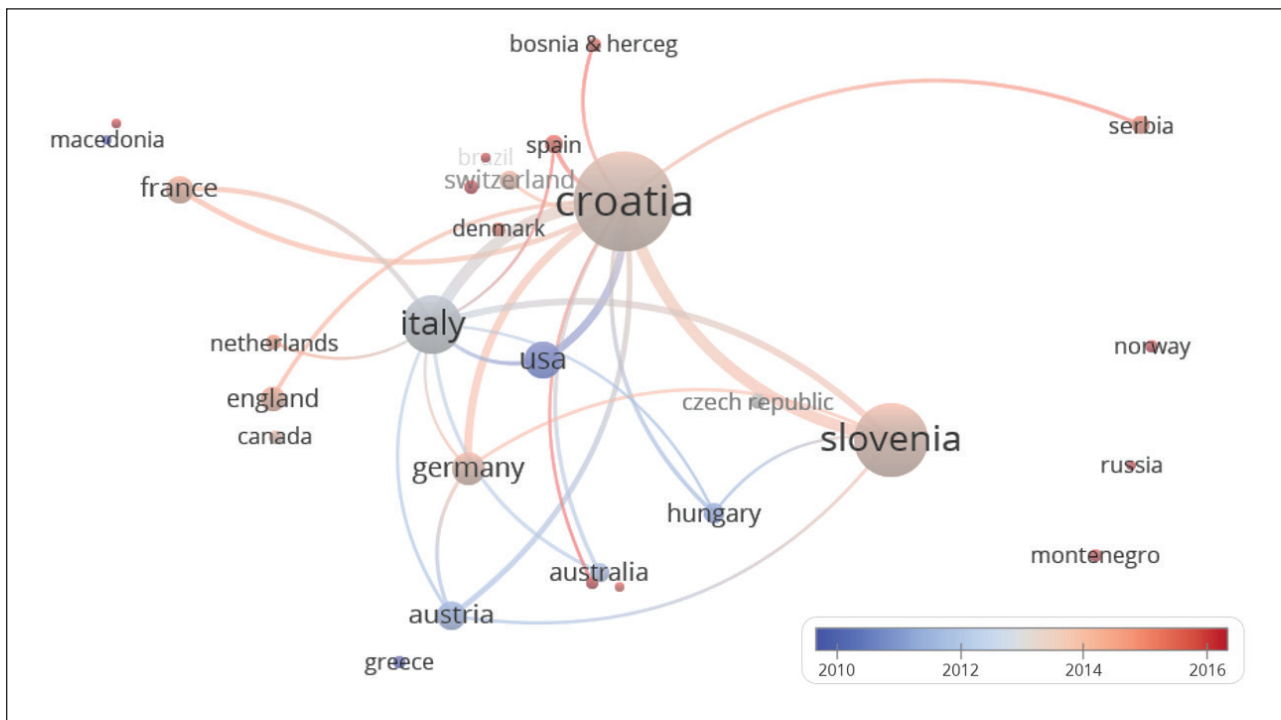 bosnia & herceg
serbia
macedonia
spain
brazil
switzerland
france
croatia
denmark
italy
netherlands
usa
norway
england
czech republic
canada
slovenia
germany
russia
hungary
montenegro
australia
austria
greece
2010
2012
2014
2016